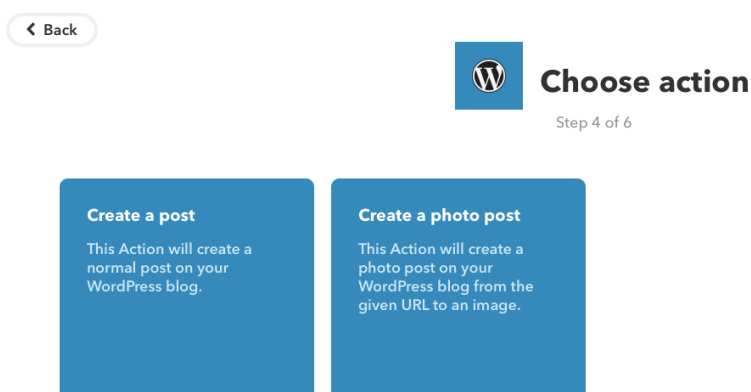 Back
Choose action
Step 4 of 6
Create a post
This Action will create a
normal post on your
WordPress blog.
Create a photo post
This Action will create a
photo post on your
WordPress blog from the
given URL to an image.